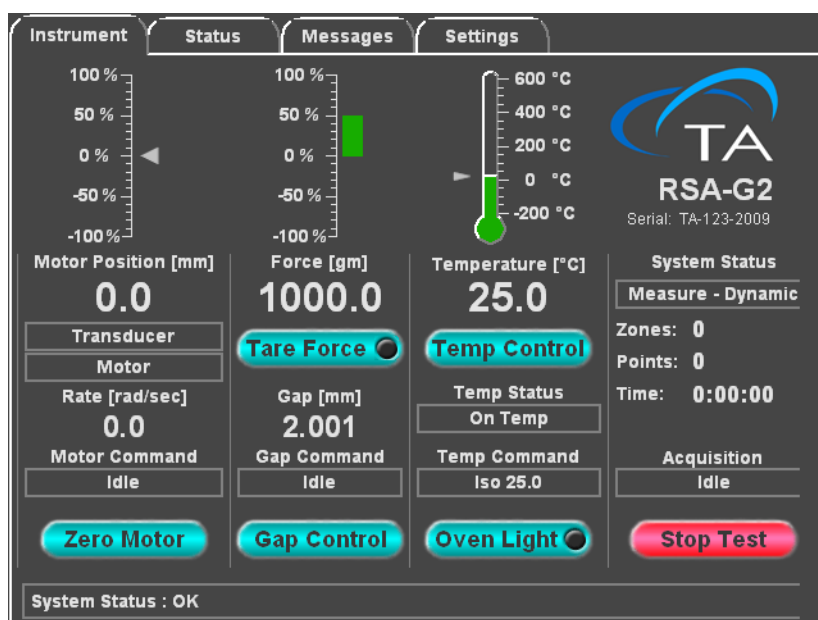 Instrument Status Messages Settings
100 %
50 %
0 %
-50 %
-100 %
Motor Position [mm]
0.0
Transducer
Motor
Rate [rad/sec]
0.0
Motor Command
Idle
Zero Motor
100 %
50 %
0 %
-50 %
-100 %
Force [gm]
1000.0
Tare Force
Gap [mm]
2.001
Gap Command
Idle
Gap Control
600 °C
400 °C
200 °C
0 °C
-200 °C
Temperature [°C]
25.0
Temp Control
Temp Status
On Temp
Temp Command
Iso 25.0
Oven Light
TA
RSA-G2
Serial: TA-123-2009
System Status
Measure - Dynamic
Zones: 0
Points: 0
Time: 0:00:00
Acquisition
Idle
Stop Test
System Status : OK